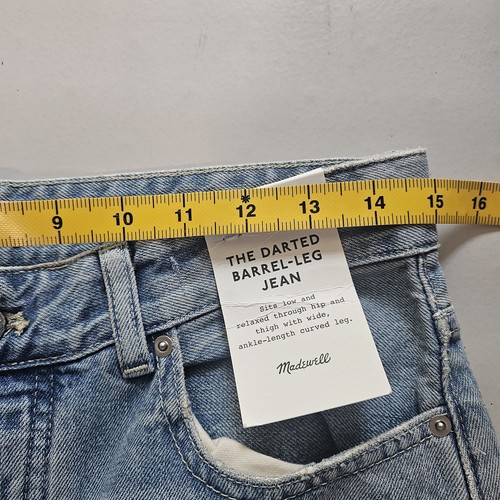 9 10 11 12 13 14 15 16
THE DARTED
BARREL-LEG
JEAN
Sits low and
relaxed through hip and
thigh with wide,
ankle-length curved leg.
Madewell